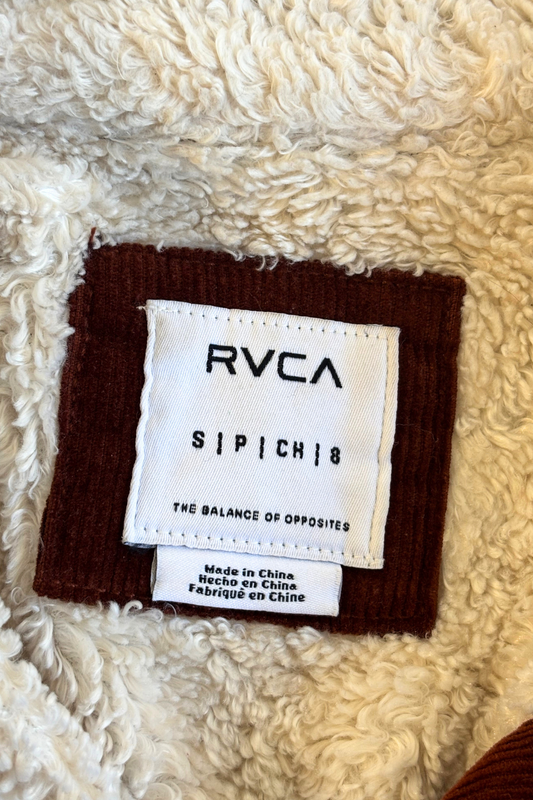 RVCA
S|P|CH|8
THE BALANCE OF OPPOSITES
Made in China
Hecho en China
Fabriqué en Chine